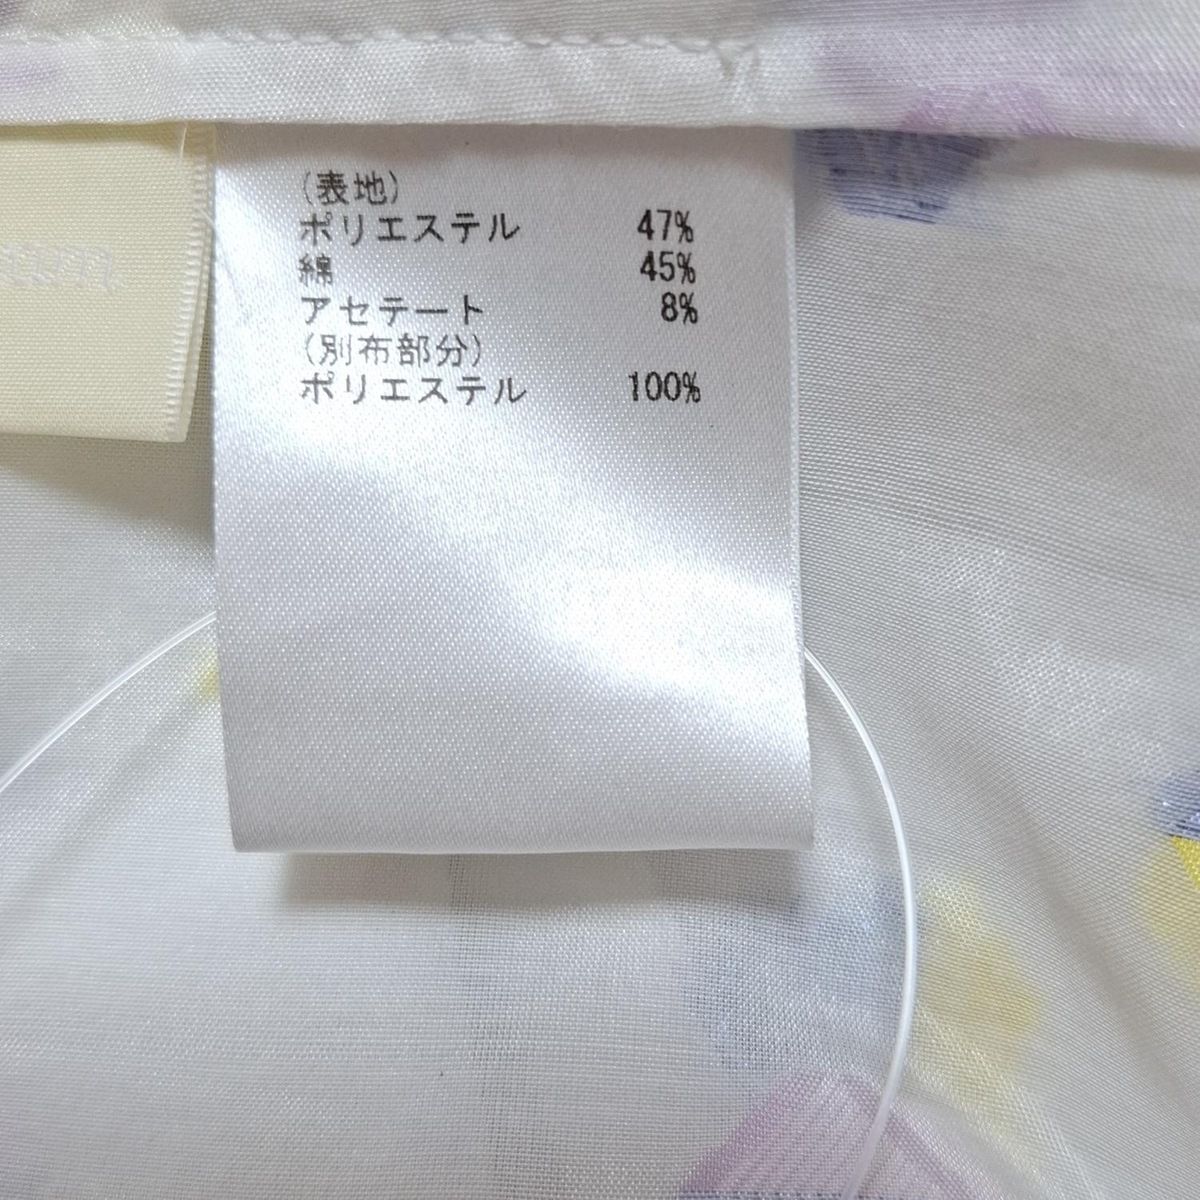 (表地)
ポリエステル 47%
綿 45%
アセテート 8%
(別布部分)
ポリエステル 100%